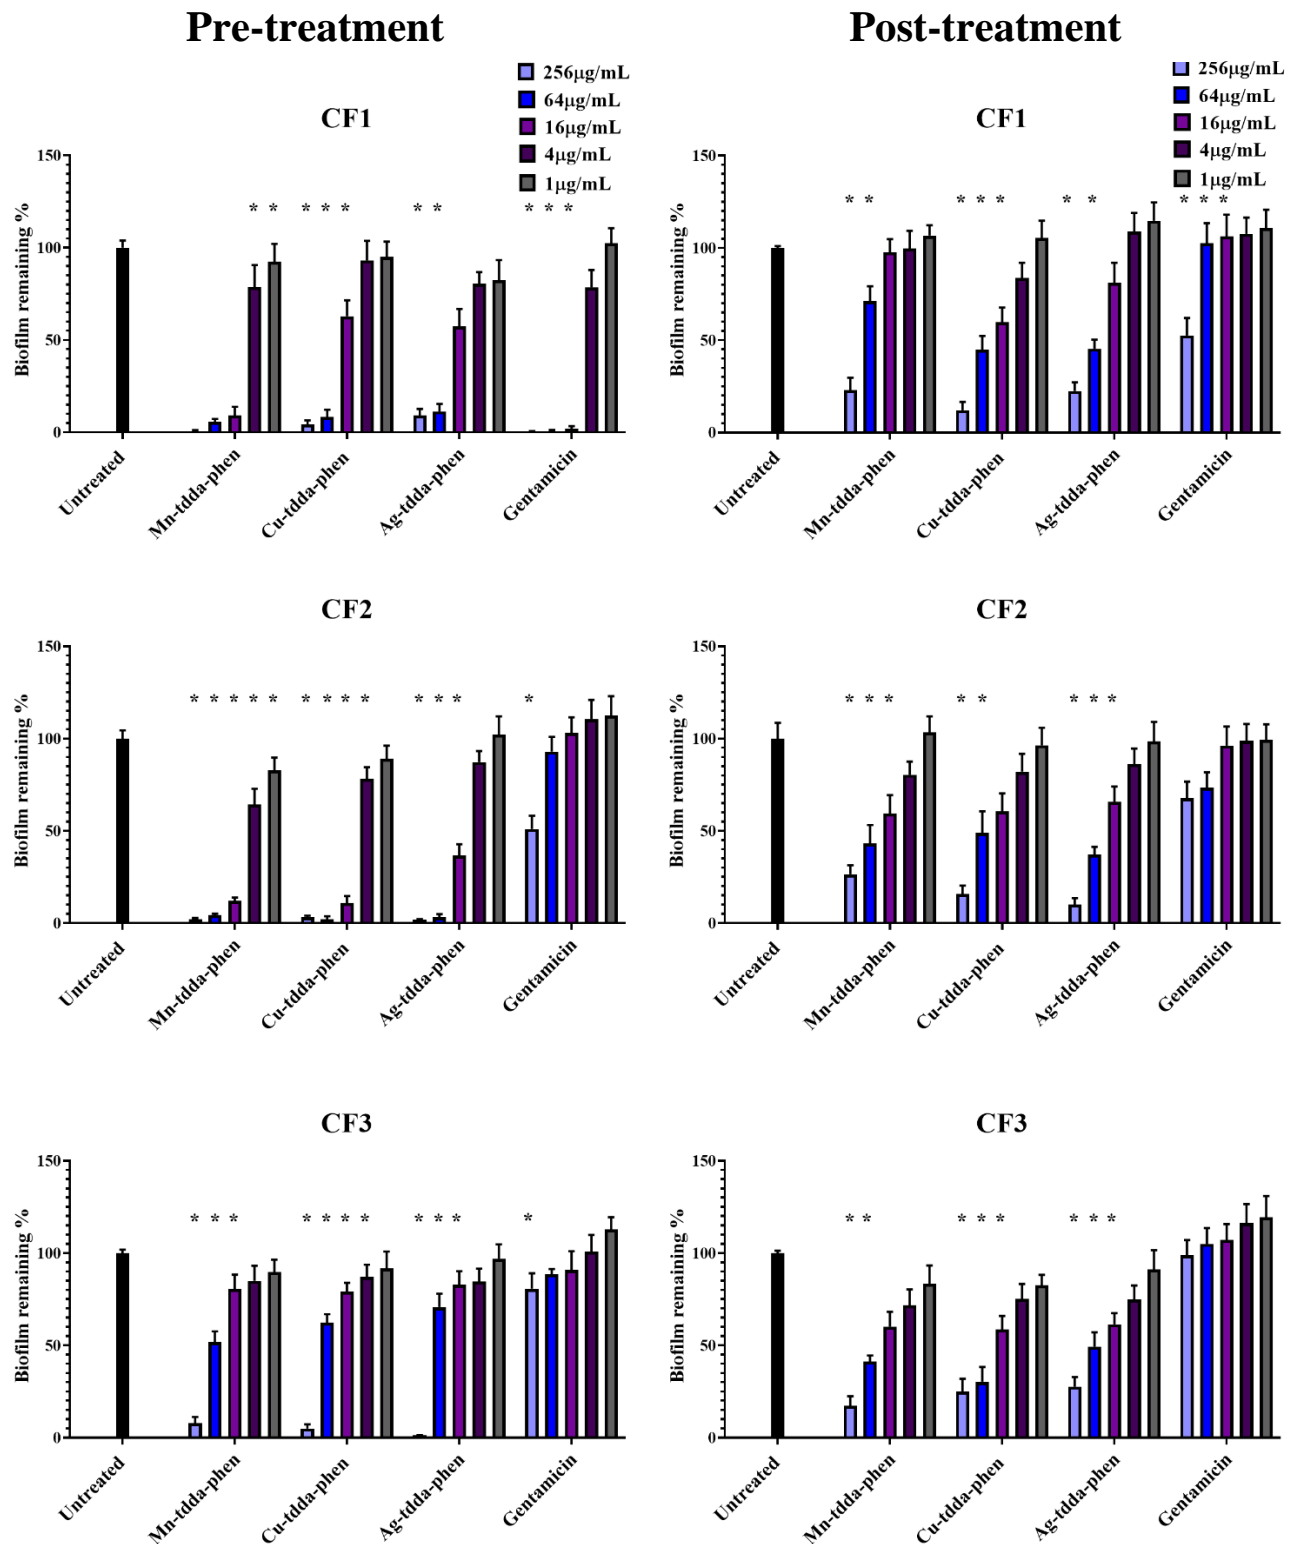 Pre-treatment
Post-treatment
256µg/mL
64µg/mL
16µg/mL
4µg/mL
1µg/mL
CF1
150
100
50
0
Biofilm remaining %
* * * * * * * * * *
Untreated
Mn-tdda-phen
Cu-tdda-phen
Ag-tdda-phen
Gentamicin
256µg/mL
64µg/mL
16µg/mL
4µg/mL
1µg/mL
CF1
150
100
50
0
Biofilm remaining %
* * * * * * * * * *
Untreated
Mn-tdda-phen
Cu-tdda-phen
Ag-tdda-phen
Gentamicin
CF2
150
100
50
0
Biofilm remaining %
* * * * * * * * * * * * *
Untreated
Mn-tdda-phen
Cu-tdda-phen
Ag-tdda-phen
Gentamicin
CF2
150
100
50
0
Biofilm remaining %
* * * * * * * *
Untreated
Mn-tdda-phen
Cu-tdda-phen
Ag-tdda-phen
Gentamicin
CF3
150
100
50
0
Biofilm remaining %
* * * * * * * * * * *
Untreated
Mn-tdda-phen
Cu-tdda-phen
Ag-tdda-phen
Gentamicin
CF3
150
100
50
0
Biofilm remaining %
* * * * * * * *
Untreated
Mn-tdda-phen
Cu-tdda-phen
Ag-tdda-phen
Gentamicin